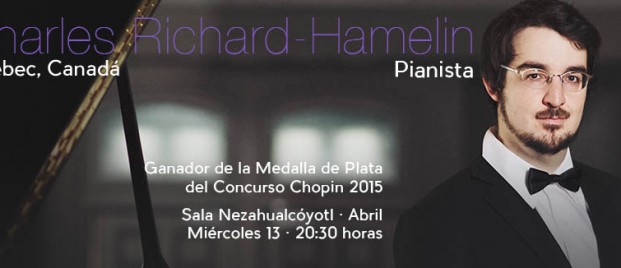 harles Richard-Hamelin
ebec, Canadá
Pianista
Ganador de la Medalla de Plata
del Concurso Chopin 2015
Sala Nezahualcóyotl · Abril
Miércoles 13 · 20:30 horas